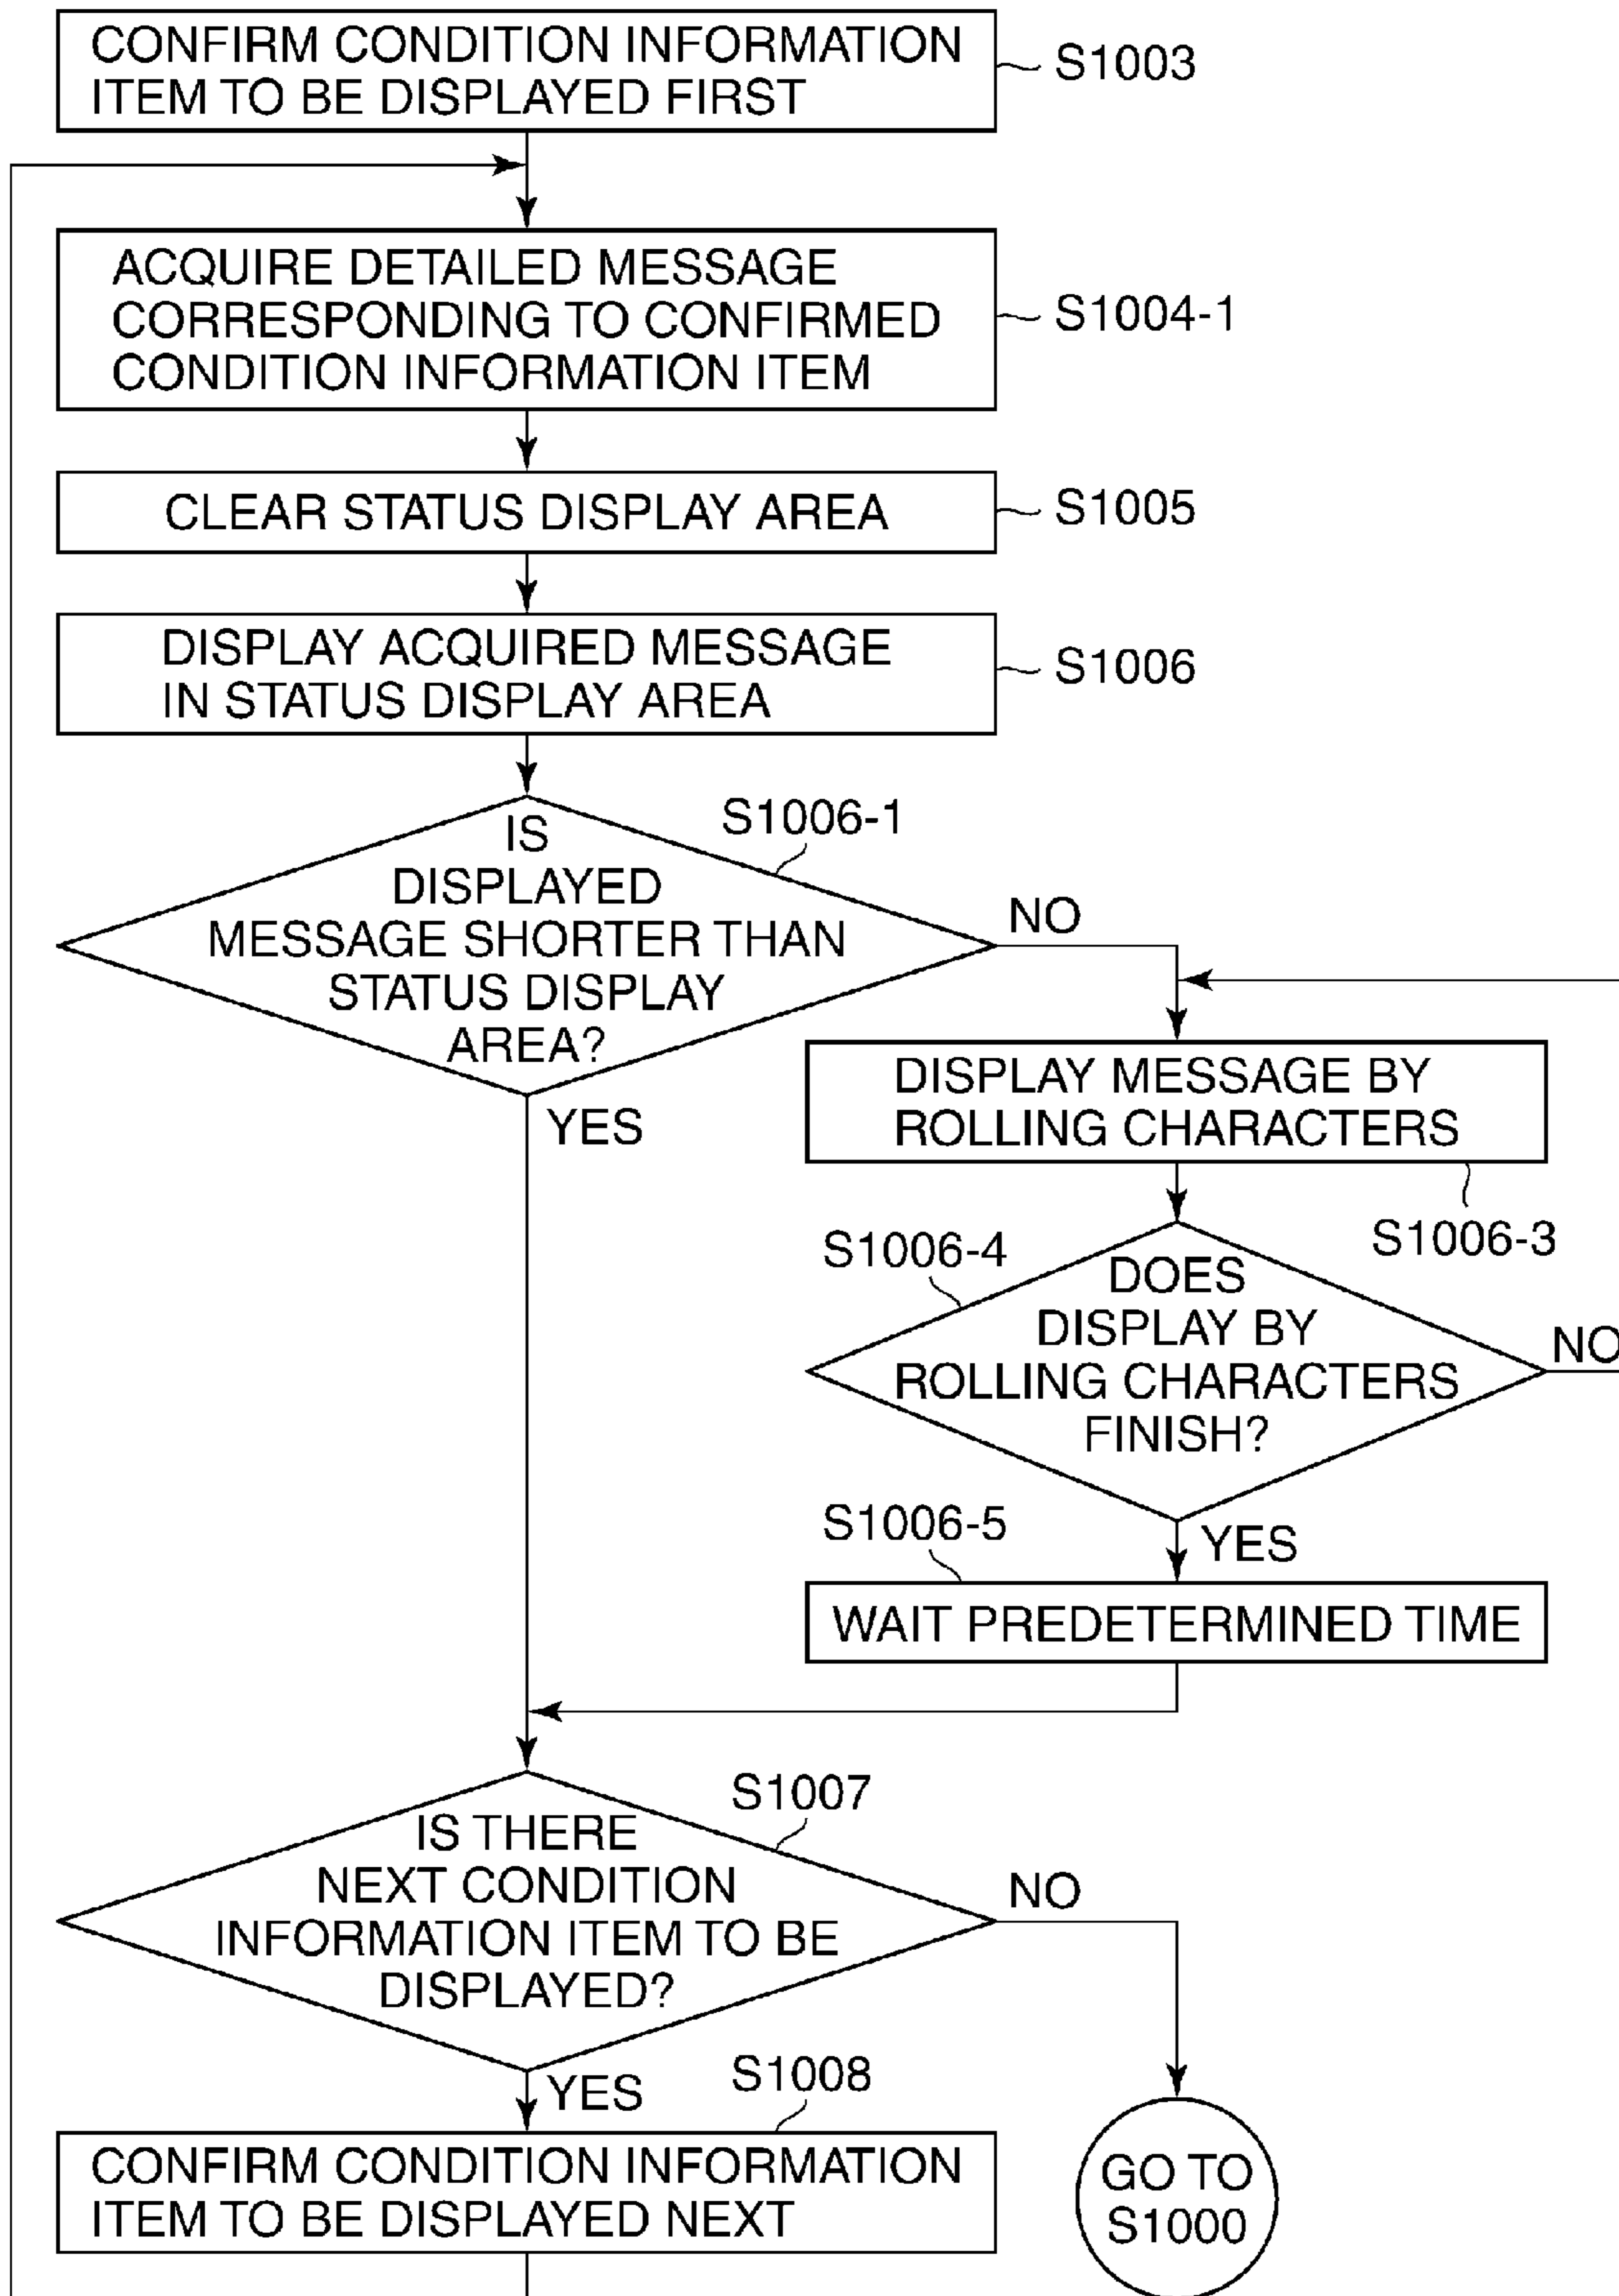 CONFIRM CONDITION INFORMATION
ITEM TO BE DISPLAYED FIRST
S1003
ACQUIRE DETAILED MESSAGE
CORRESPONDING TO CONFIRMED
CONDITION INFORMATION ITEM
S1004-1
CLEAR STATUS DISPLAY AREA
S1005
DISPLAY ACQUIRED MESSAGE
IN STATUS DISPLAY AREA
S1006
S1006-1
IS
DISPLAYED
MESSAGE SHORTER THAN
STATUS DISPLAY
AREA?
NO
YES
DISPLAY MESSAGE BY
ROLLING CHARACTERS
S1006-3
S1006-4
DOES
DISPLAY BY
ROLLING CHARACTERS
FINISH?
NO
YES
S1006-5
WAIT PREDETERMINED TIME
S1007
IS THERE
NEXT CONDITION
INFORMATION ITEM TO BE
DISPLAYED?
NO
YES
S1008
CONFIRM CONDITION INFORMATION
ITEM TO BE DISPLAYED NEXT
GO TO
S1000